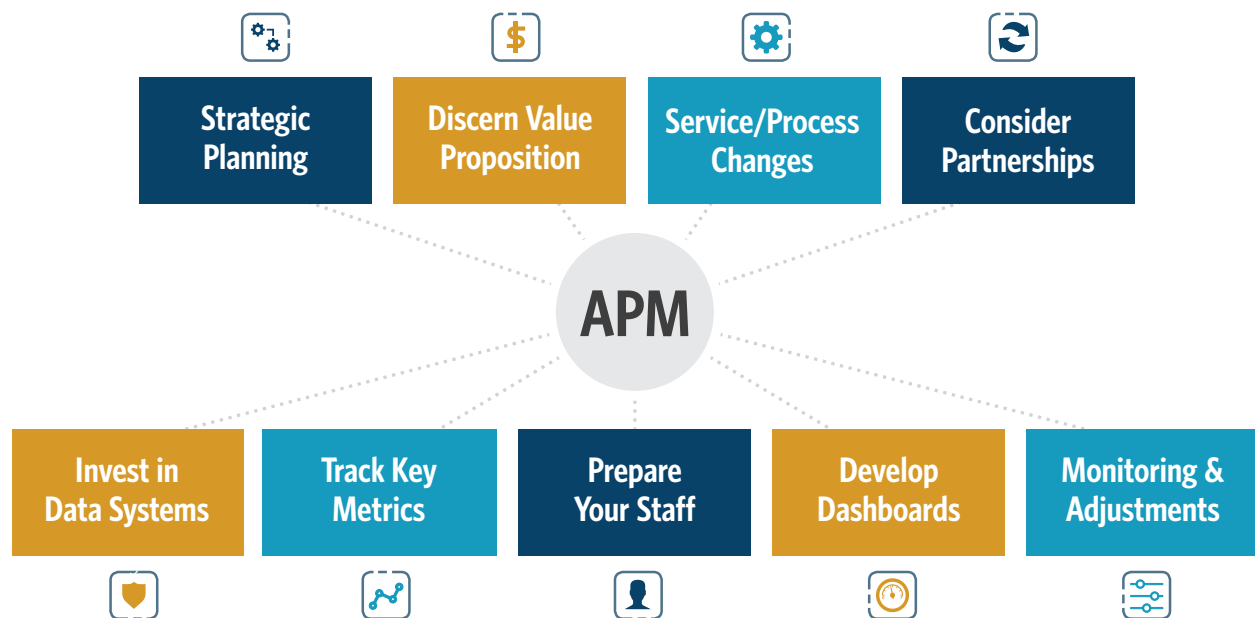 Strategic
Planning
Discern Value
Proposition
Service/Process
Changes
Consider
Partnerships
APM
Invest in
Data Systems
Track Key
Metrics
Prepare
Your Staff
Develop
Dashboards
Monitoring &
Adjustments